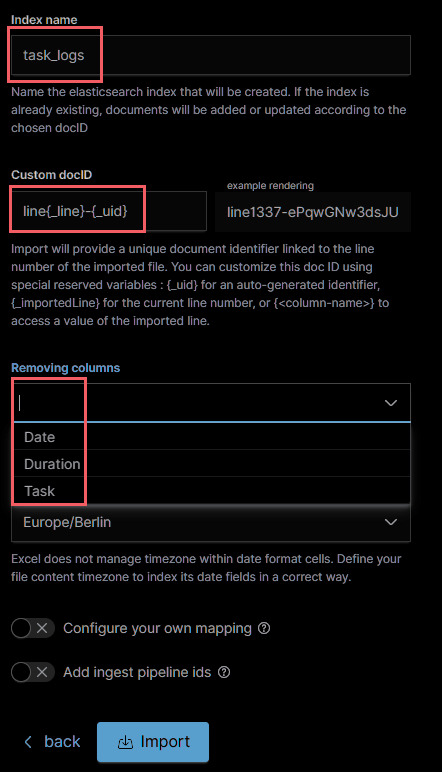 Index name
task_logs
Name the elasticsearch index that will be created. If the index is
already existing, documents will be added or updated according to the
chosen docID
Custom docID
example rendering
line{_line}-{_uid}
line1337-ePqwGNw3dsJU
Import will provide a unique document identifier linked to the line
number of the imported file. You can customize this doc ID using
special reserved variables : {_uid} for an auto-generated identifier,
{_importedLine} for the current line number, or {<column-name>} to
access a value of the imported line.
Removing columns
Date
Duration
Task
Europe/Berlin
Excel does not manage timezone within date format cells. Define your
file content timezone to index its date fields in a correct way.
Configure your own mapping
Add ingest pipeline ids
back
Import